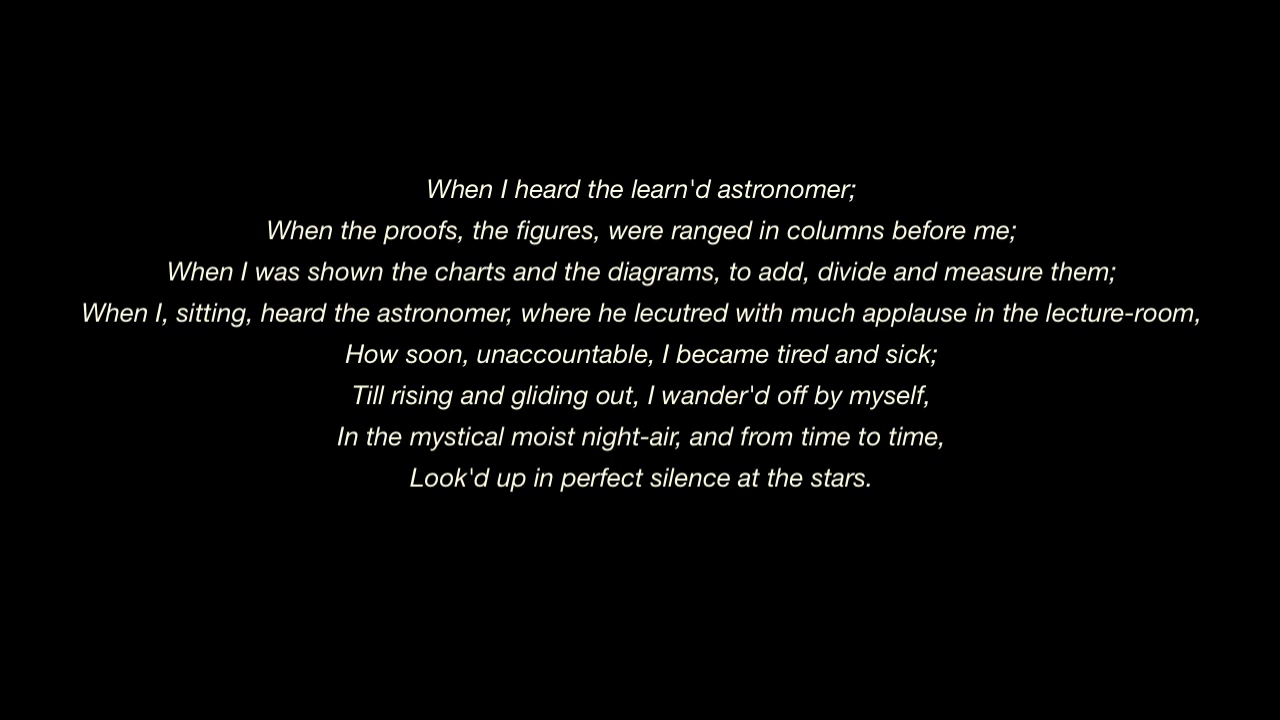 When I heard the learn'd astronomer;
When the proofs, the figures, were ranged in columns before me;
When I was shown the charts and the diagrams, to add, divide and measure them;
When I, sitting, heard the astronomer, where he lecutred with much applause in the lecture-room,
How soon, unaccountable, I became tired and sick;
Till rising and gliding out, I wander'd off by myself,
In the mystical moist night-air, and from time to time,
Look'd up in perfect silence at the stars.